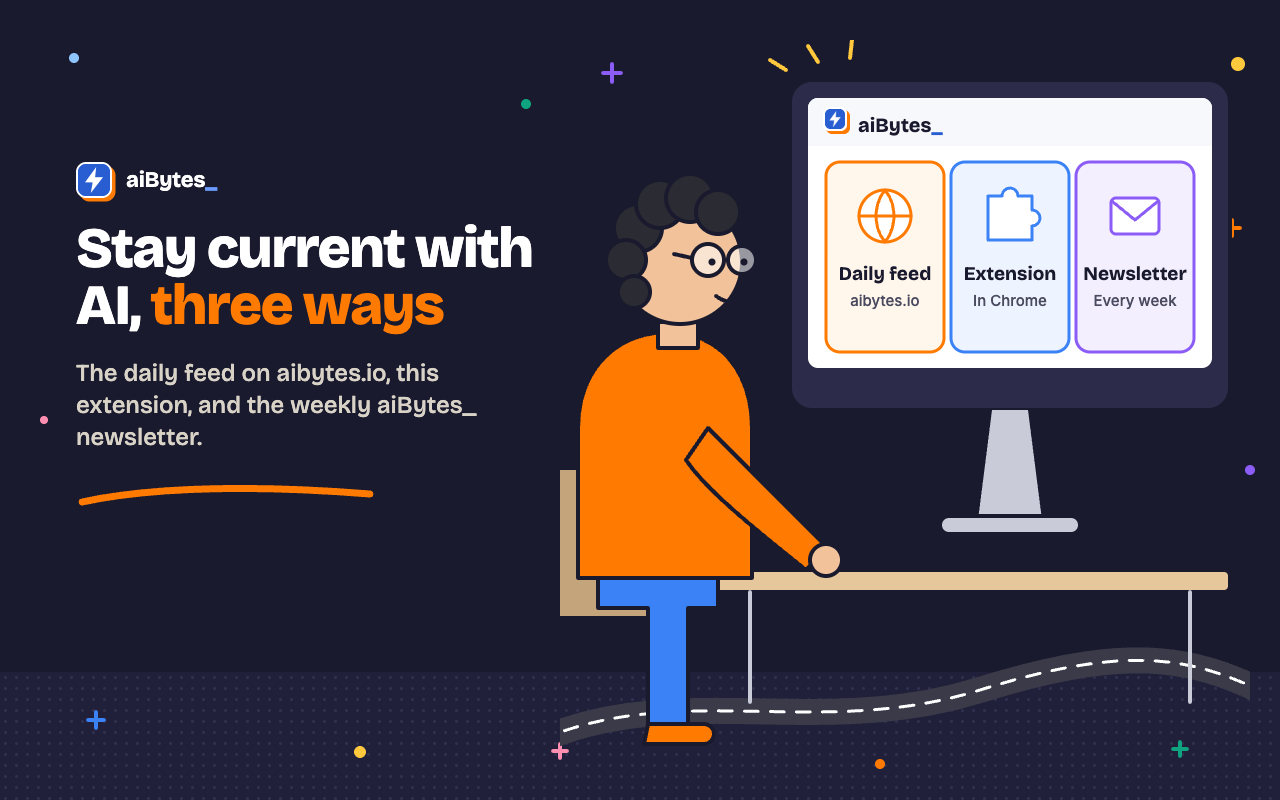 aiBytes_
Stay current with
AI, three ways
The daily feed on aibytes.io, this
extension, and the weekly aiBytes_
newsletter.
aiBytes_
Daily feed
aibytes.io
Extension
In Chrome
Newsletter
Every week